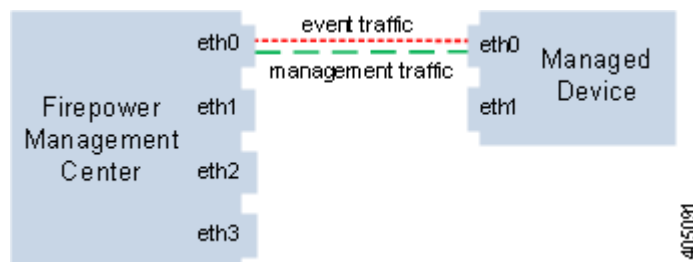 event traffic
eth0
eth0
management traffic
Managed
Device
eth1
eth1
Firepower
Management
Center
eth2
eth3
405091